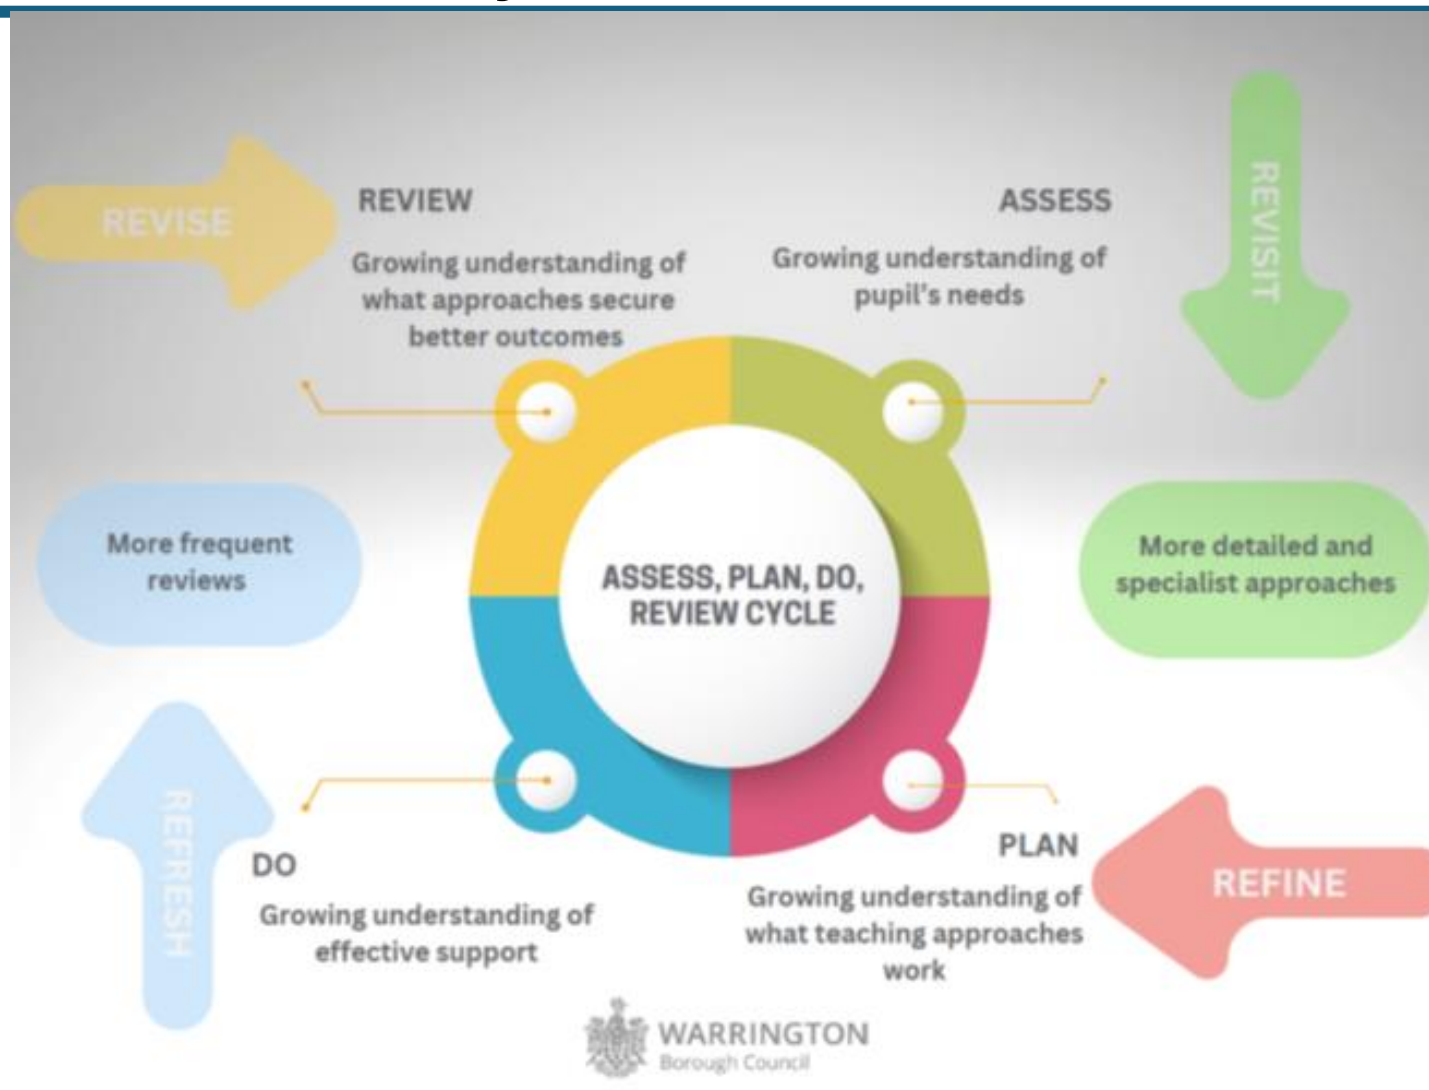 REVISE
REVIEW
Growing understanding of
what approaches secure
better outcomes
ASSESS
Growing understanding of
pupil's needs
REVISIT
More frequent
reviews
ASSESS, PLAN, DO,
REVIEW CYCLE
More detailed and
specialist approaches
REFRESH
DO
Growing understanding of
effective support
PLAN
Growing understanding of
what teaching approaches
work
REFINE
WARRINGTON
Borough Council